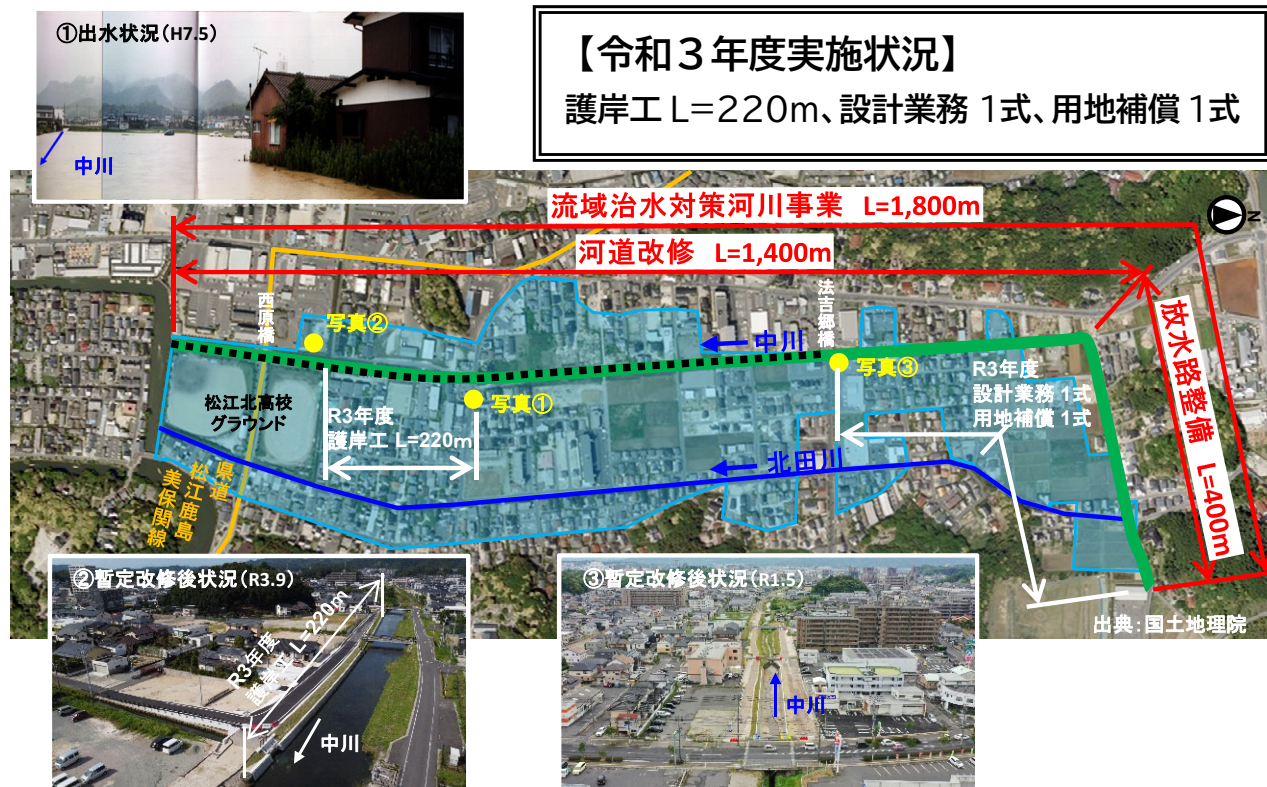 ①出水状況(H7.5)
中川
【令和3年度実施状況】
護岸工 L=220m、設計業務 1式、用地補償 1式
流域治水対策河川事業 L=1,800m
河道改修 L=1,400m
放水路整備 L=400m
N
西原橋
写真②
法吉郷橋
中川
写真③
写真①
R3年度
設計業務 1式
用地補償 1式
松江北高校
グラウンド
R3年度
護岸工 L=220m
北田川
県道
松江鹿島
美保関線
②暫定改修後状況(R3.9)
R3年度
護岸工 L=220m
中川
③暫定改修後状況(R1.5)
中川
出典:国土地理院